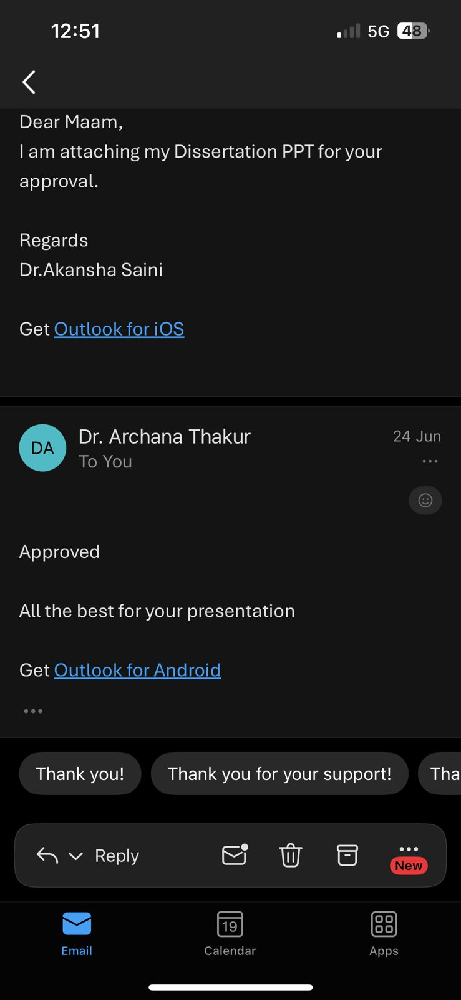 12:51
5G 48
Dear Maam,
I am attaching my Dissertation PPT for your
approval.
Regards
Dr.Akansha Saini
Get Outlook for iOS
DA
Dr. Archana Thakur
24 Jun
To You
Approved
All the best for your presentation
Get Outlook for Android
Thank you!
Thank you for your support!
Tha
Reply
New
19
Email
Calendar
Apps